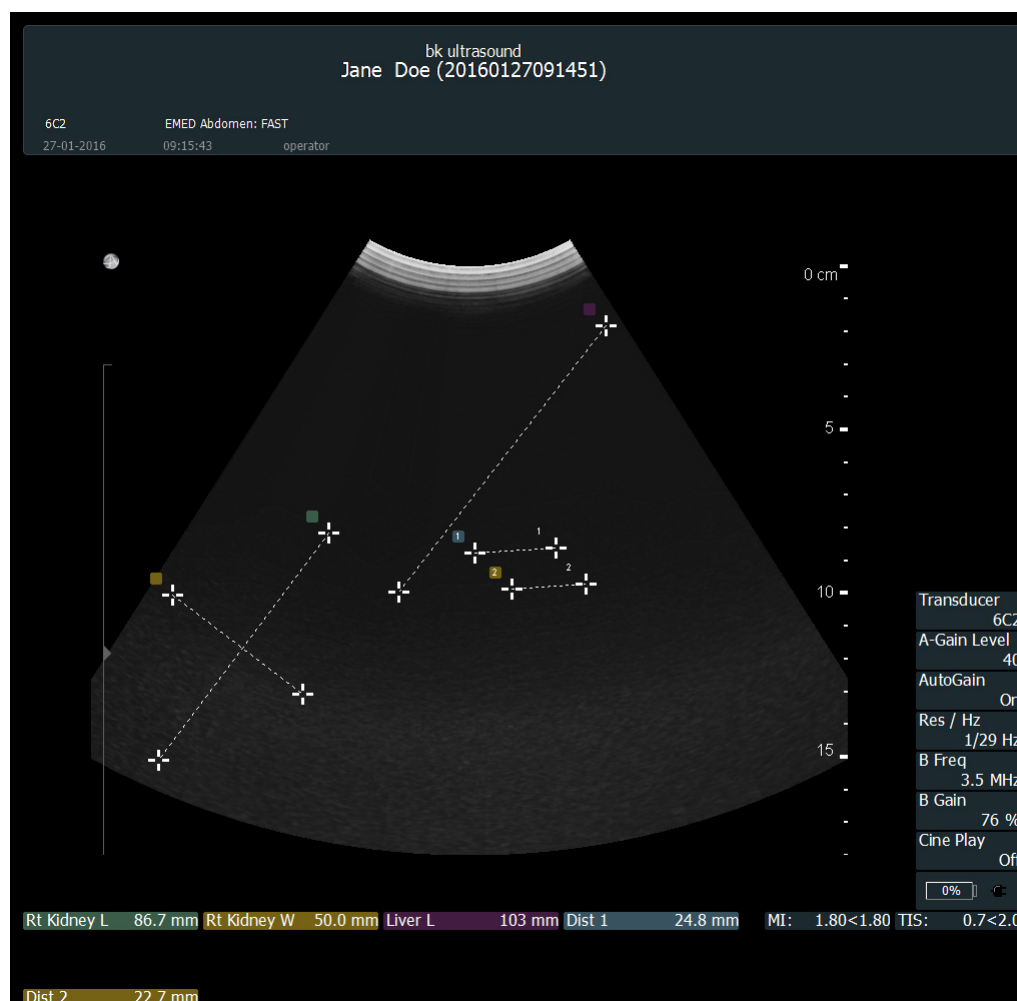 bk ultrasound
Jane Doe (20160127091451)
6C2 EMED Abdomen: FAST
27-01-2016 09:15:43 operator
0 cm
5
1 1
2 2
10
15
Transducer
6C2
A-Gain Level
40
AutoGain
On
Res / Hz
1/29 Hz
B Freq
3.5 MHz
B Gain
76 %
Cine Play
Off
0%
Rt Kidney L 86.7 mm Rt Kidney W 50.0 mm Liver L 103 mm Dist 1 24.8 mm MI: 1.80<1.80 TIS: 0.7<2.0
Dist 2 22.7 mm